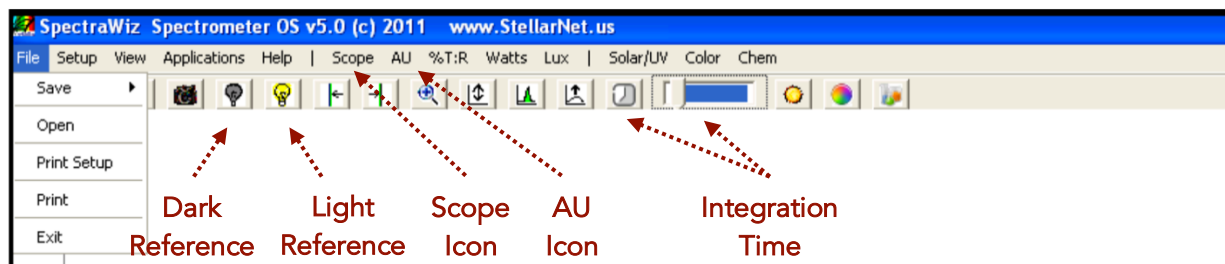 SpectraWiz Spectrometer OS v5.0 (c) 2011 www.StellarNet.us
File Setup View Applications Help | Scope AU %T:R Watts Lux | Solar/UV Color Chem
Save
Open
Print Setup
Print
Exit
Dark Reference
Light Reference
Scope Icon
AU Icon
Integration Time